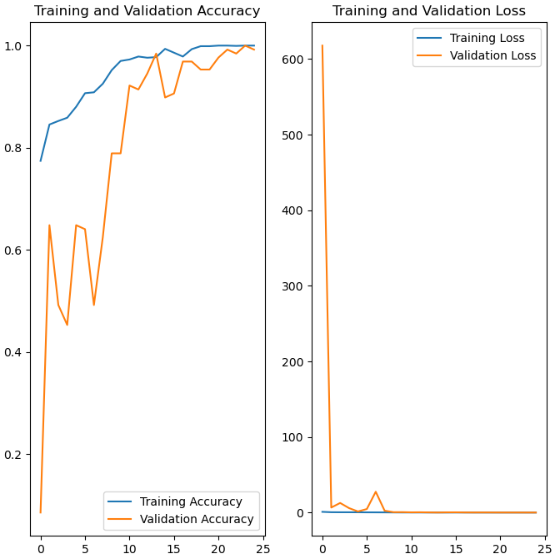 Training and Validation Accuracy
1.0
0.8
0.6
0.4
0.2
0 5 10 15 20 25
Training Accuracy
Validation Accuracy
Training and Validation Loss
600
500
400
300
200
100
0
0 5 10 15 20 25
Training Loss
Validation Loss